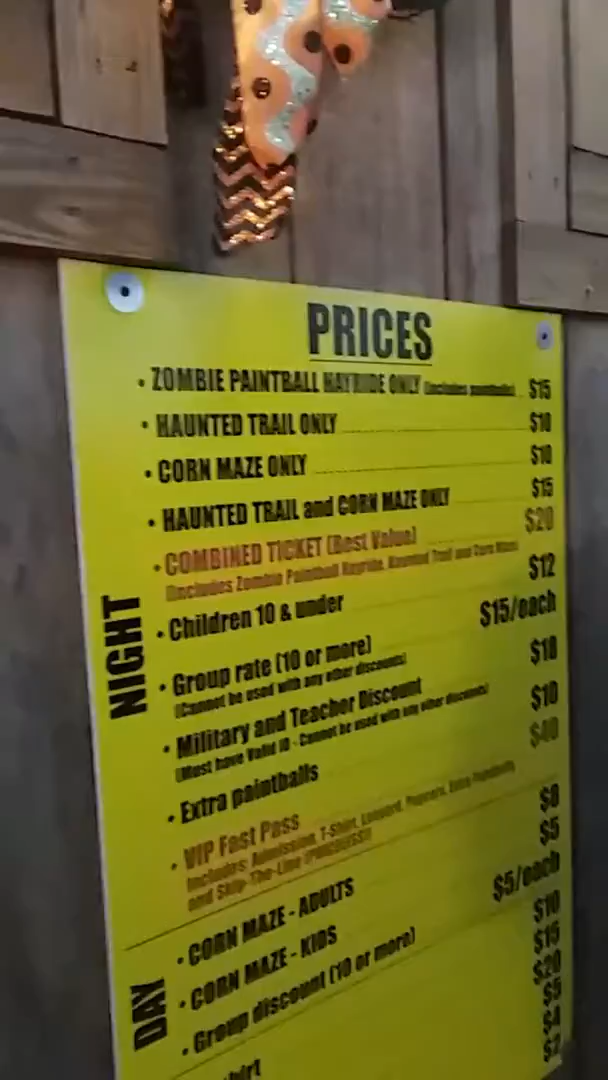 PRICES
• ZOMBIE PAINTBALL HAYRIDE ONLY (includes paintballs) $15
• HAUNTED TRAIL ONLY $10
• CORN MAZE ONLY $10
• HAUNTED TRAIL and CORN MAZE ONLY $15
• COMBINED TICKET (Best Value) $20
(Includes Zombie Paintball Hayride, Haunted Trail and Corn Maze)
• Children 10 & under $12
• Group rate (10 or more) $15/each
(Cannot be used with any other discounts)
• Military and Teacher Discount $18
(Must have Valid ID - Cannot be used with any other discounts)
• Extra paintballs $10
• VIP Fast Pass $40
Includes: Admission, T-Shirt, Lanyard, Popcorn, Extra Paintballs
and Skip-The-Line (PRICELESS!)
NIGHT
• CORN MAZE - ADULTS $8
• CORN MAZE - KIDS $5
• Group discount (10 or more) $5/each
DAY
$10
$15
$20
$5
$4